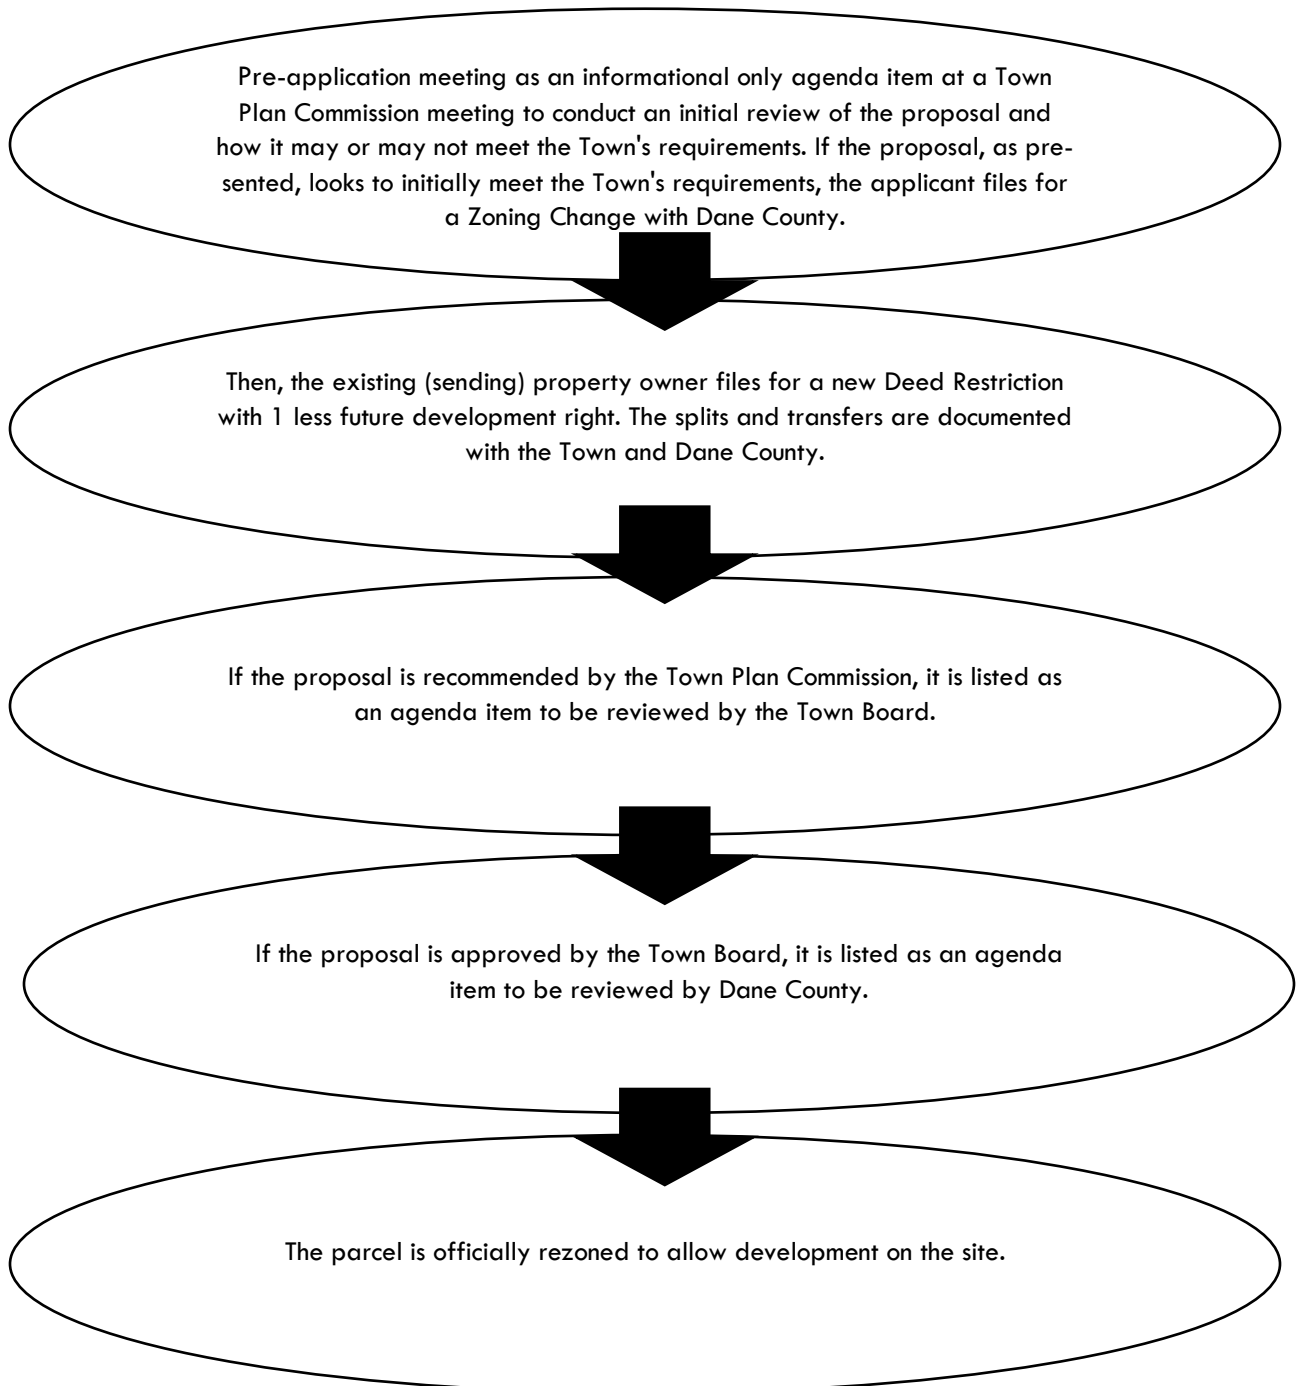 Pre-application meeting as an informational only agenda item at a Town
Plan Commission meeting to conduct an initial review of the proposal and
how it may or may not meet the Town's requirements. If the proposal, as pre-
sented, looks to initially meet the Town's requirements, the applicant files for
a Zoning Change with Dane County.
Then, the existing (sending) property owner files for a new Deed Restriction
with 1 less future development right. The splits and transfers are documented
with the Town and Dane County.
If the proposal is recommended by the Town Plan Commission, it is listed as
an agenda item to be reviewed by the Town Board.
If the proposal is approved by the Town Board, it is listed as an agenda
item to be reviewed by Dane County.
The parcel is officially rezoned to allow development on the site.